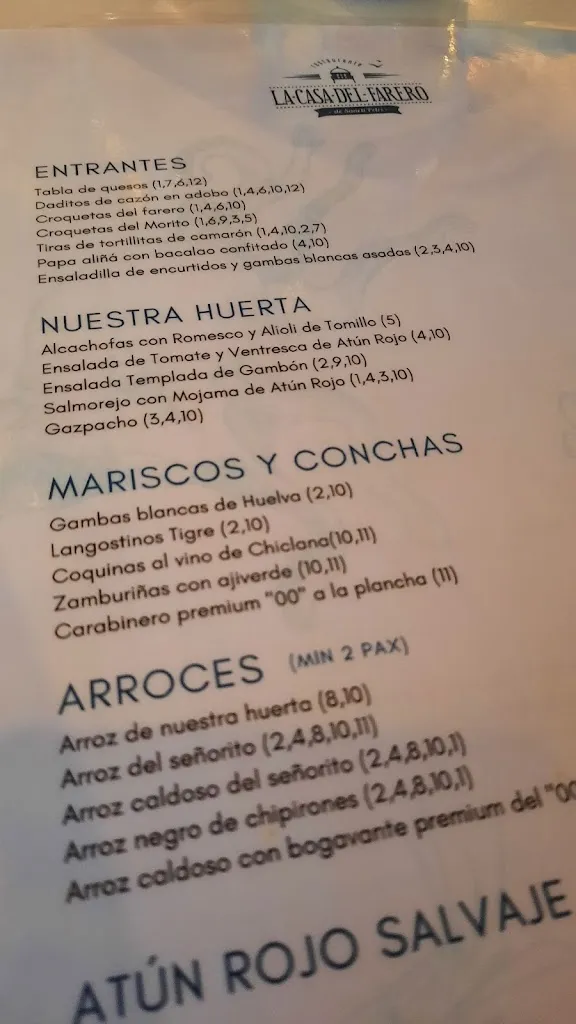 RESTAURANTE
LA·CASA·DEL·FARERO
de Sancti Petri
ENTRANTES
Tabla de quesos (1,7,6,12)
Daditos de cazón en adobo (1,4,6,10,12)
Croquetas del farero (1,4,6,10)
Croquetas del Morito (1,6,9,3,5)
Tiras de tortillitas de camarón (1,4,10,2,7)
Papa aliñá con bacalao confitado (4,10)
Ensaladilla de encurtidos y gambas blancas asadas (2,3,4,10)
NUESTRA HUERTA
Alcachofas con Romesco y Alioli de Tomillo (5)
Ensalada de Tomate y Ventresca de Atún Rojo (4,10)
Ensalada Templada de Gambón (2,9,10)
Salmorejo con Mojama de Atún Rojo (1,4,3,10)
Gazpacho (3,4,10)
MARISCOS Y CONCHAS
Gambas blancas de Huelva (2,10)
Langostinos Tigre (2,10)
Coquinas al vino de Chiclana(10,11)
Zamburiñas con ajiverde (10,11)
Carabinero premium "00" a la plancha (11)
ARROCES (MIN 2 PAX)
Arroz de nuestra huerta (8,10)
Arroz del señorito (2,4,8,10,11)
Arroz caldoso del señorito (2,4,8,10,1)
Arroz negro de chipirones (2,4,8,10,1)
Arroz caldoso con bogavante premium del "00
ATÚN ROJO SALVAJE